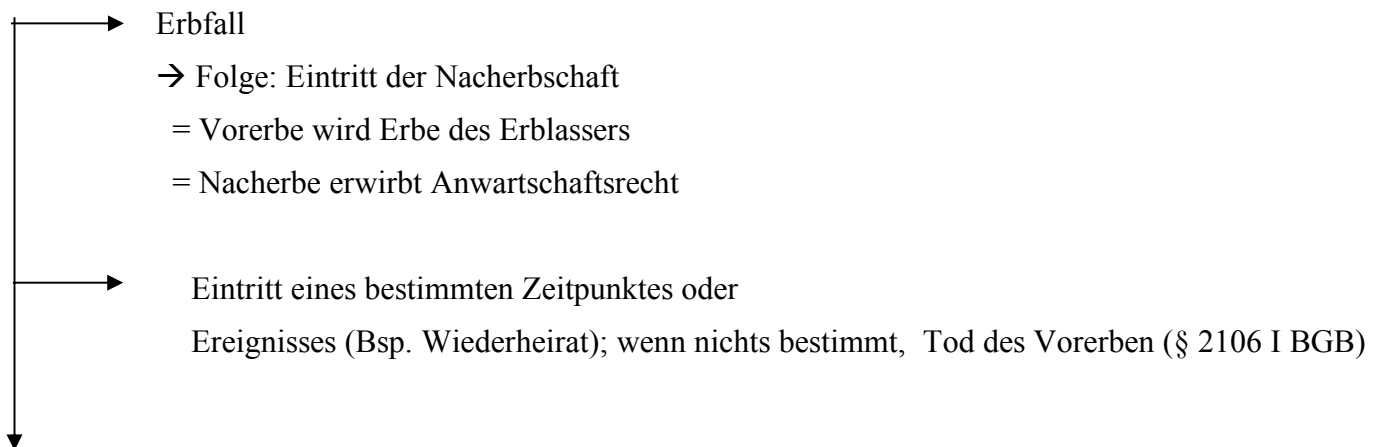 Erbfall
→ Folge: Eintritt der Nacherbschaft
= Vorerbe wird Erbe des Erblassers
= Nacherbe erwirbt Anwartschaftsrecht
Eintritt eines bestimmten Zeitpunktes oder
Ereignisses (Bsp. Wiederheirat); wenn nichts bestimmt, Tod des Vorerben (§ 2106 I BGB)